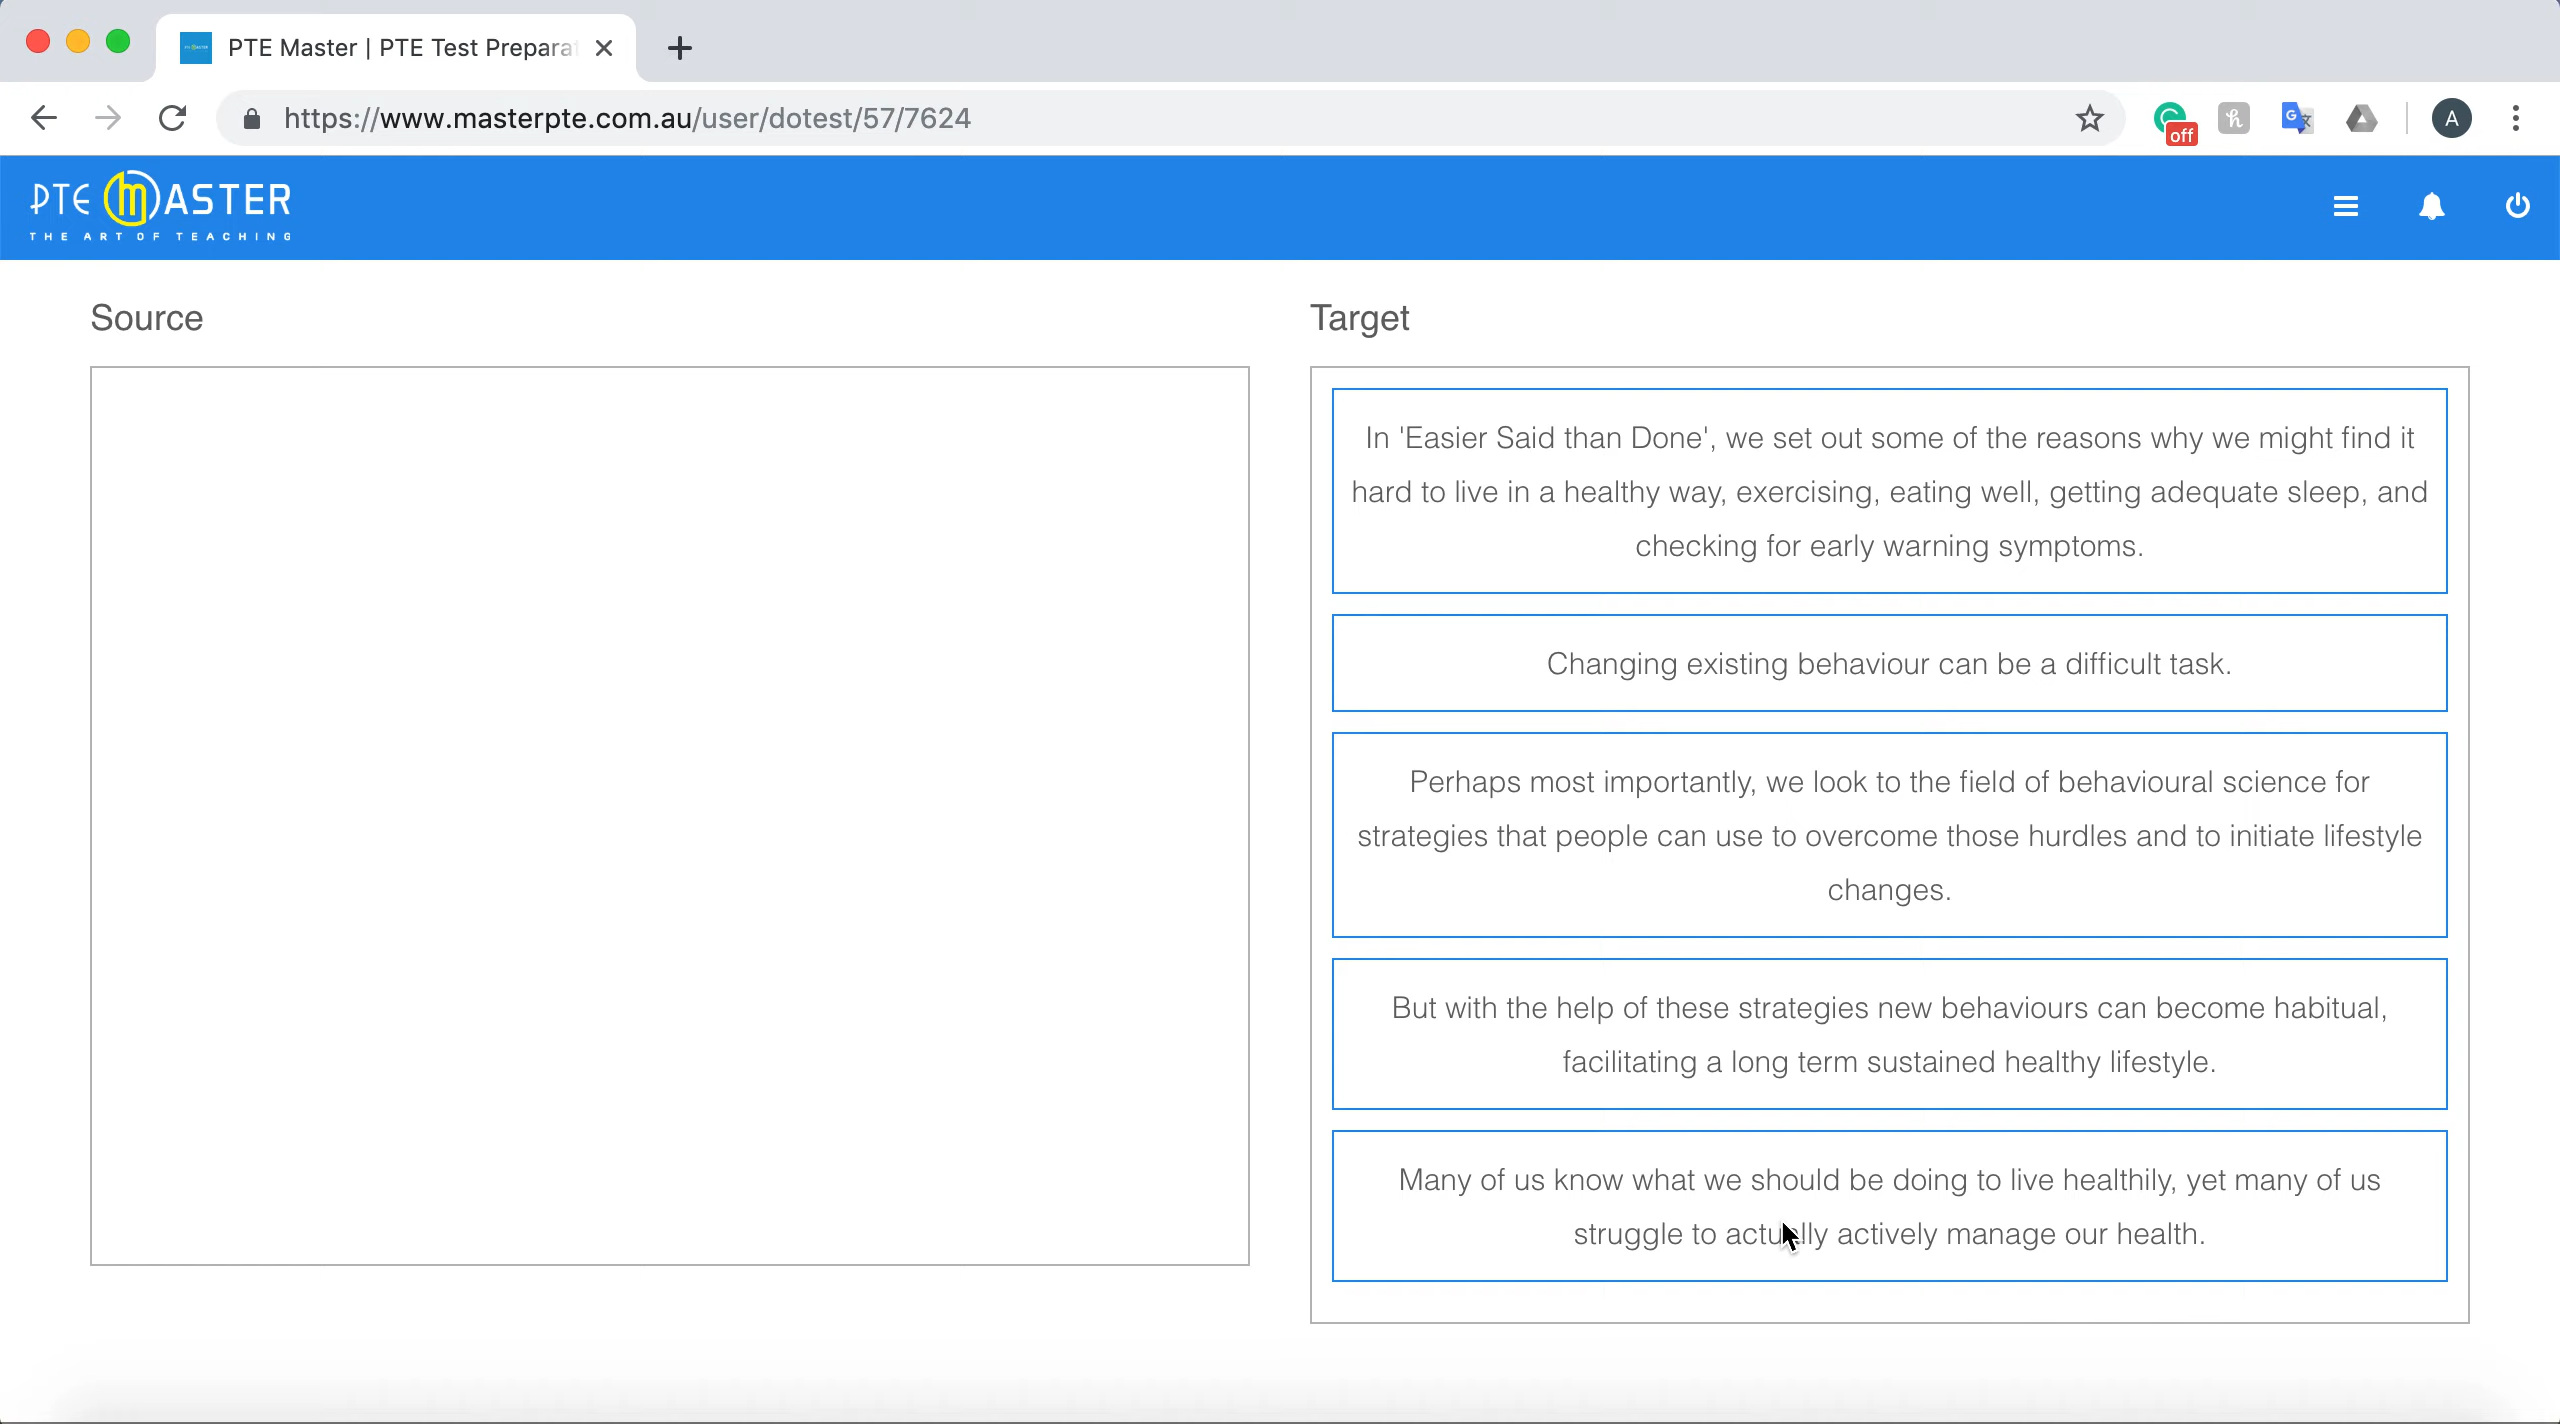 PTE Master | PTE Test Prepara
https://www.masterpte.com.au/user/dotest/57/7624
off
A
PTE MASTER
THE ART OF TEACHING
Source
Target
In 'Easier Said than Done', we set out some of the reasons why we might find it
hard to live in a healthy way, exercising, eating well, getting adequate sleep, and
checking for early warning symptoms.
Changing existing behaviour can be a difficult task.
Perhaps most importantly, we look to the field of behavioural science for
strategies that people can use to overcome those hurdles and to initiate lifestyle
changes.
But with the help of these strategies new behaviours can become habitual,
facilitating a long term sustained healthy lifestyle.
Many of us know what we should be doing to live healthily, yet many of us
struggle to actually actively manage our health.